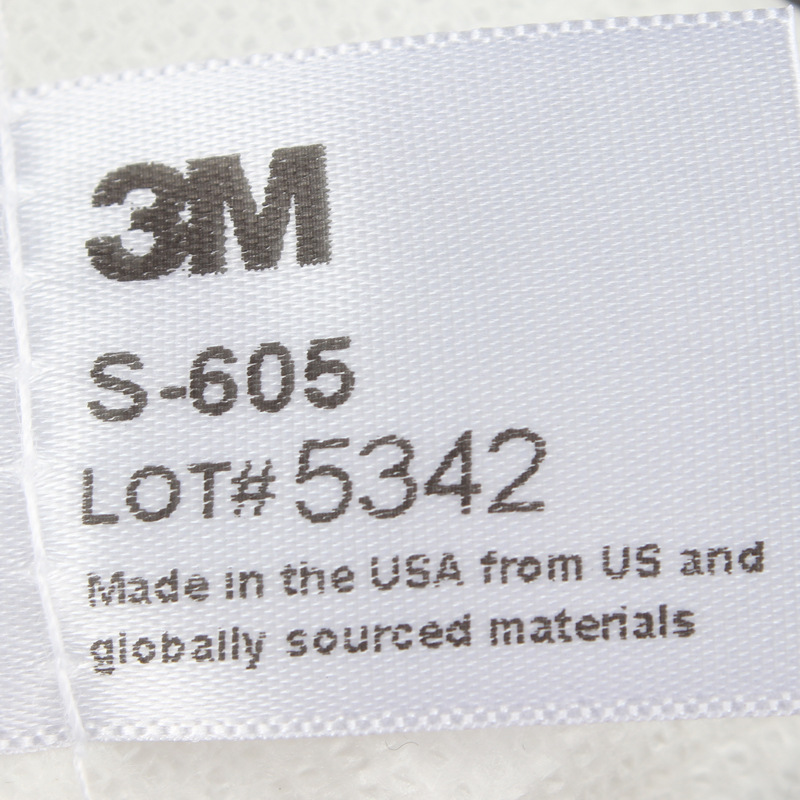 3M
S-605
LOT# 5342
Made in the USA from US and
globally sourced materials